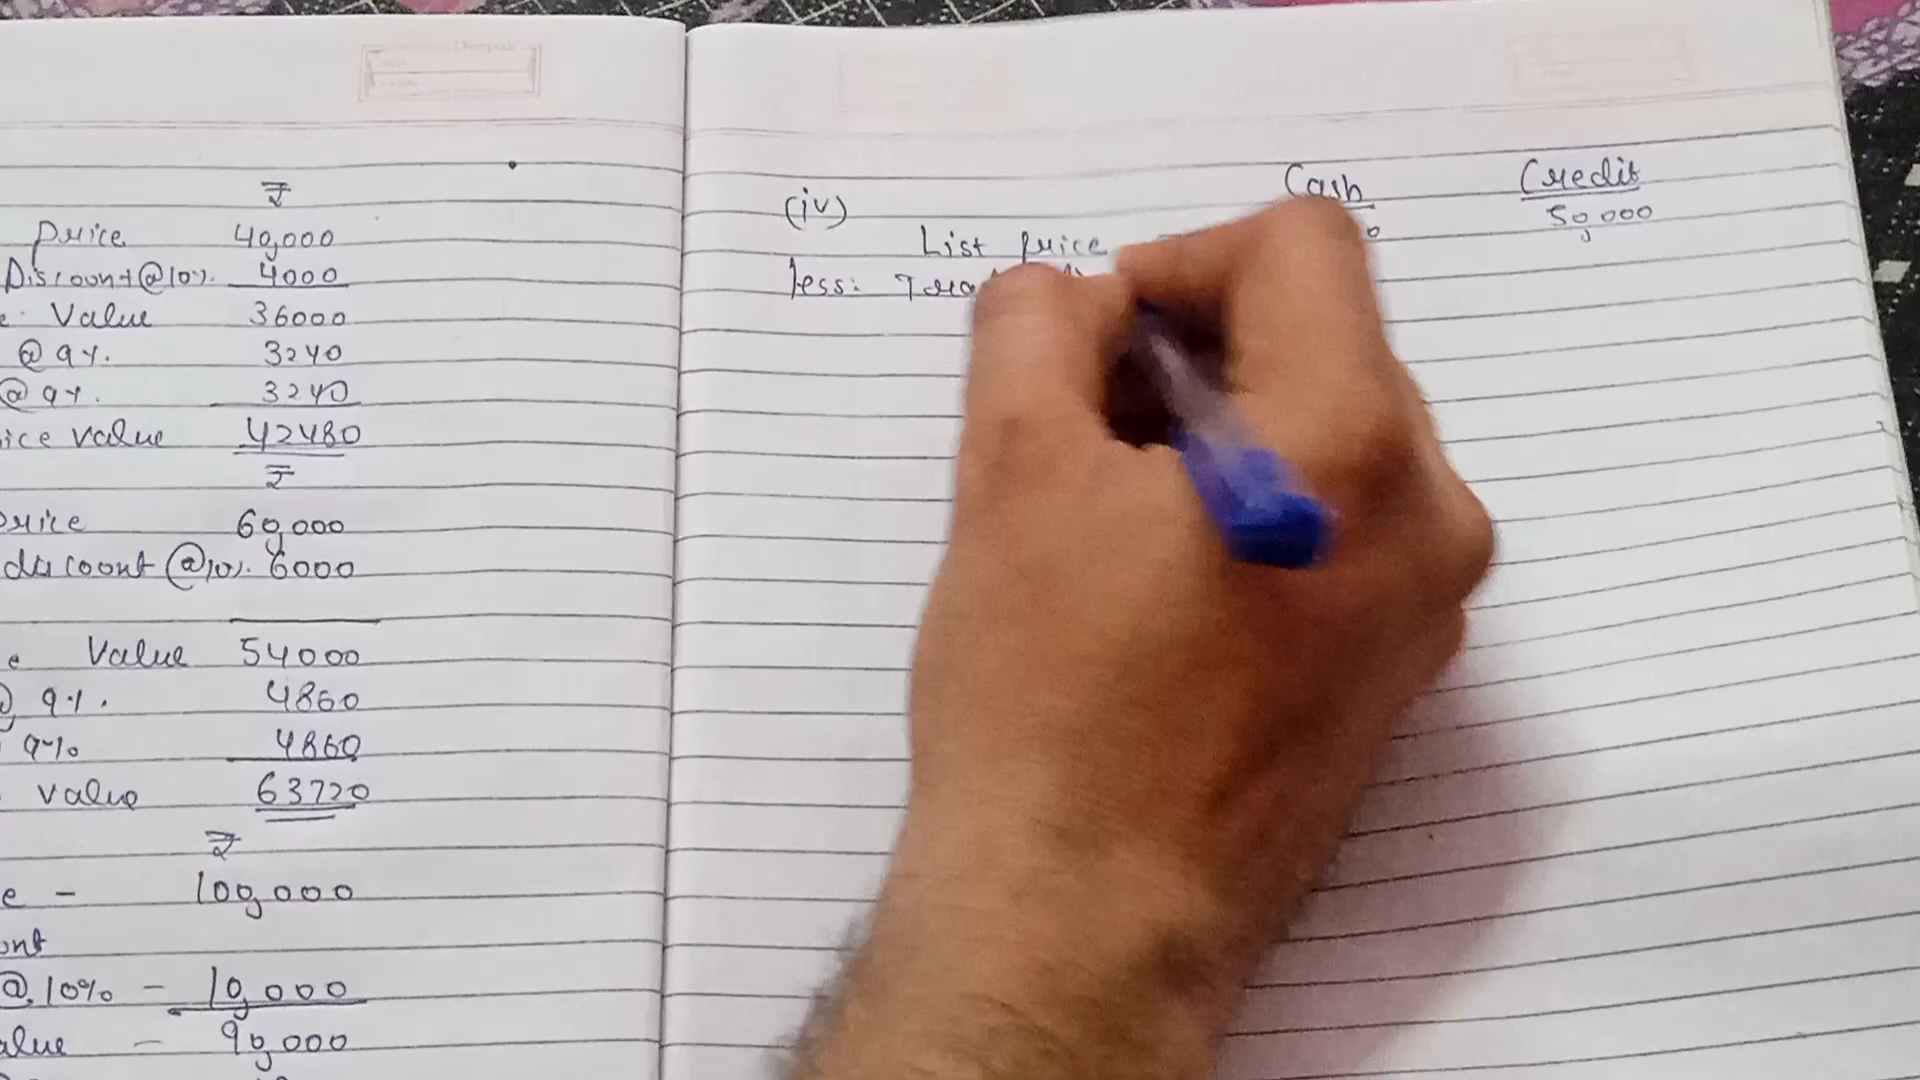 ₹
Price 40,000
Discount @10%. 4000
Value 36000
@ 9%. 3240
@ 9%. 3240
ice Value 42480
₹
price 60,000
discount @10%. 6000
e Value 54000
@ 9%. 4860
9% 4860
value 63720
₹
e - 100,000
ont
@ 10% - 10,000
alue - 90,000
Cash Credit
(iv) 50,000
List price
less: